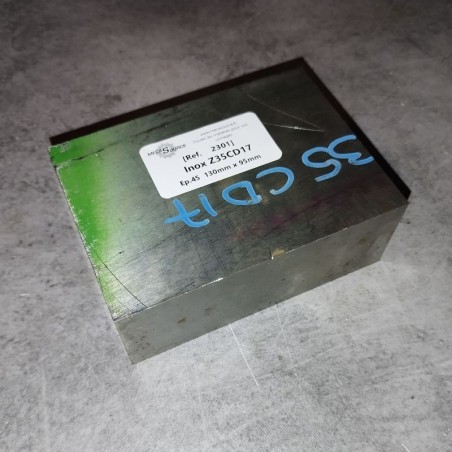 [Ref. 2301]
Inox Z35CD17
Ep.45 130mm x 95mm
35 CD17